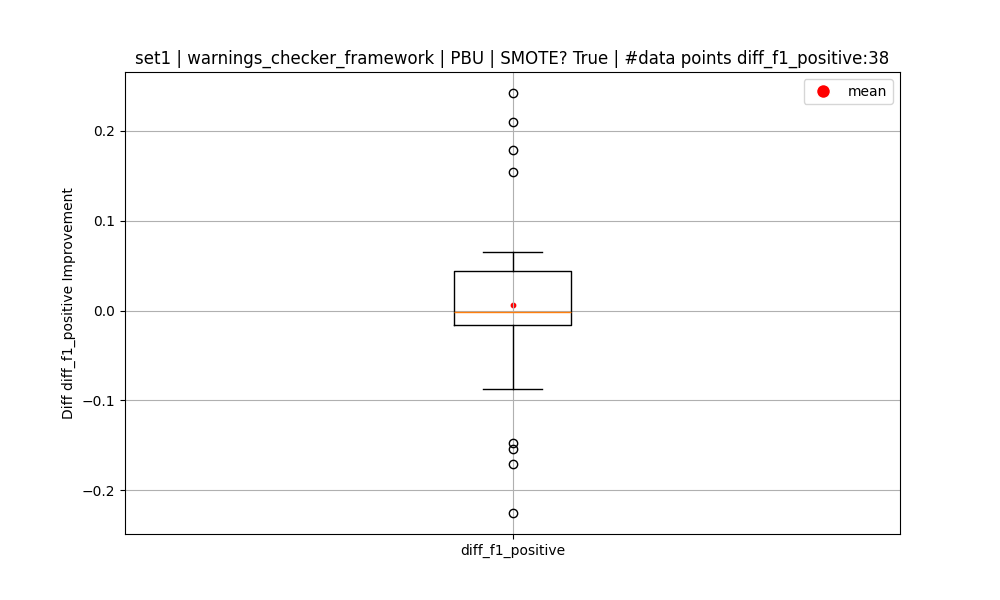 set1 | warnings_checker_framework | PBU | SMOTE? True | #data points diff_f1_positive:38
mean
Diff diff_f1_positive Improvement
0.2
0.1
0.0
−0.1
−0.2
diff_f1_positive